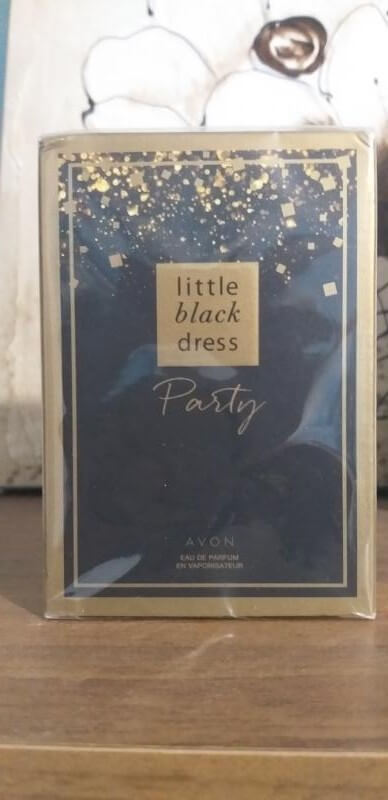 little
black
dress
Party
AVON
EAU DE PARFUM
EN VAPORISATEUR